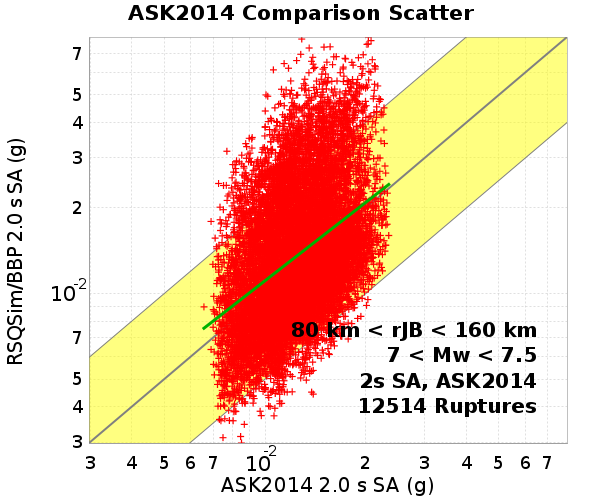 ASK2014 Comparison Scatter
RSQSim/BBP 2.0 s SA (g)
7
5
4
3
2
10-2
7
5
4
3
80 km < rJB < 160 km
7 < Mw < 7.5
2s SA, ASK2014
12514 Ruptures
3 4 5 6 7 10-2 2 3 4 5 6 7
ASK2014 2.0 s SA (g)